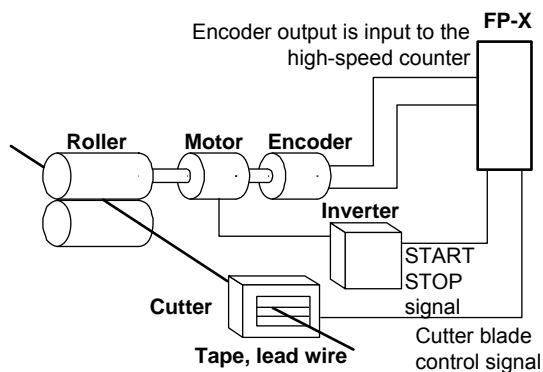 FP-X
Encoder output is input to the
high-speed counter
Roller
Motor
Encoder
Inverter
START
STOP
signal
Cutter
Tape, lead wire
Cutter blade
control signal